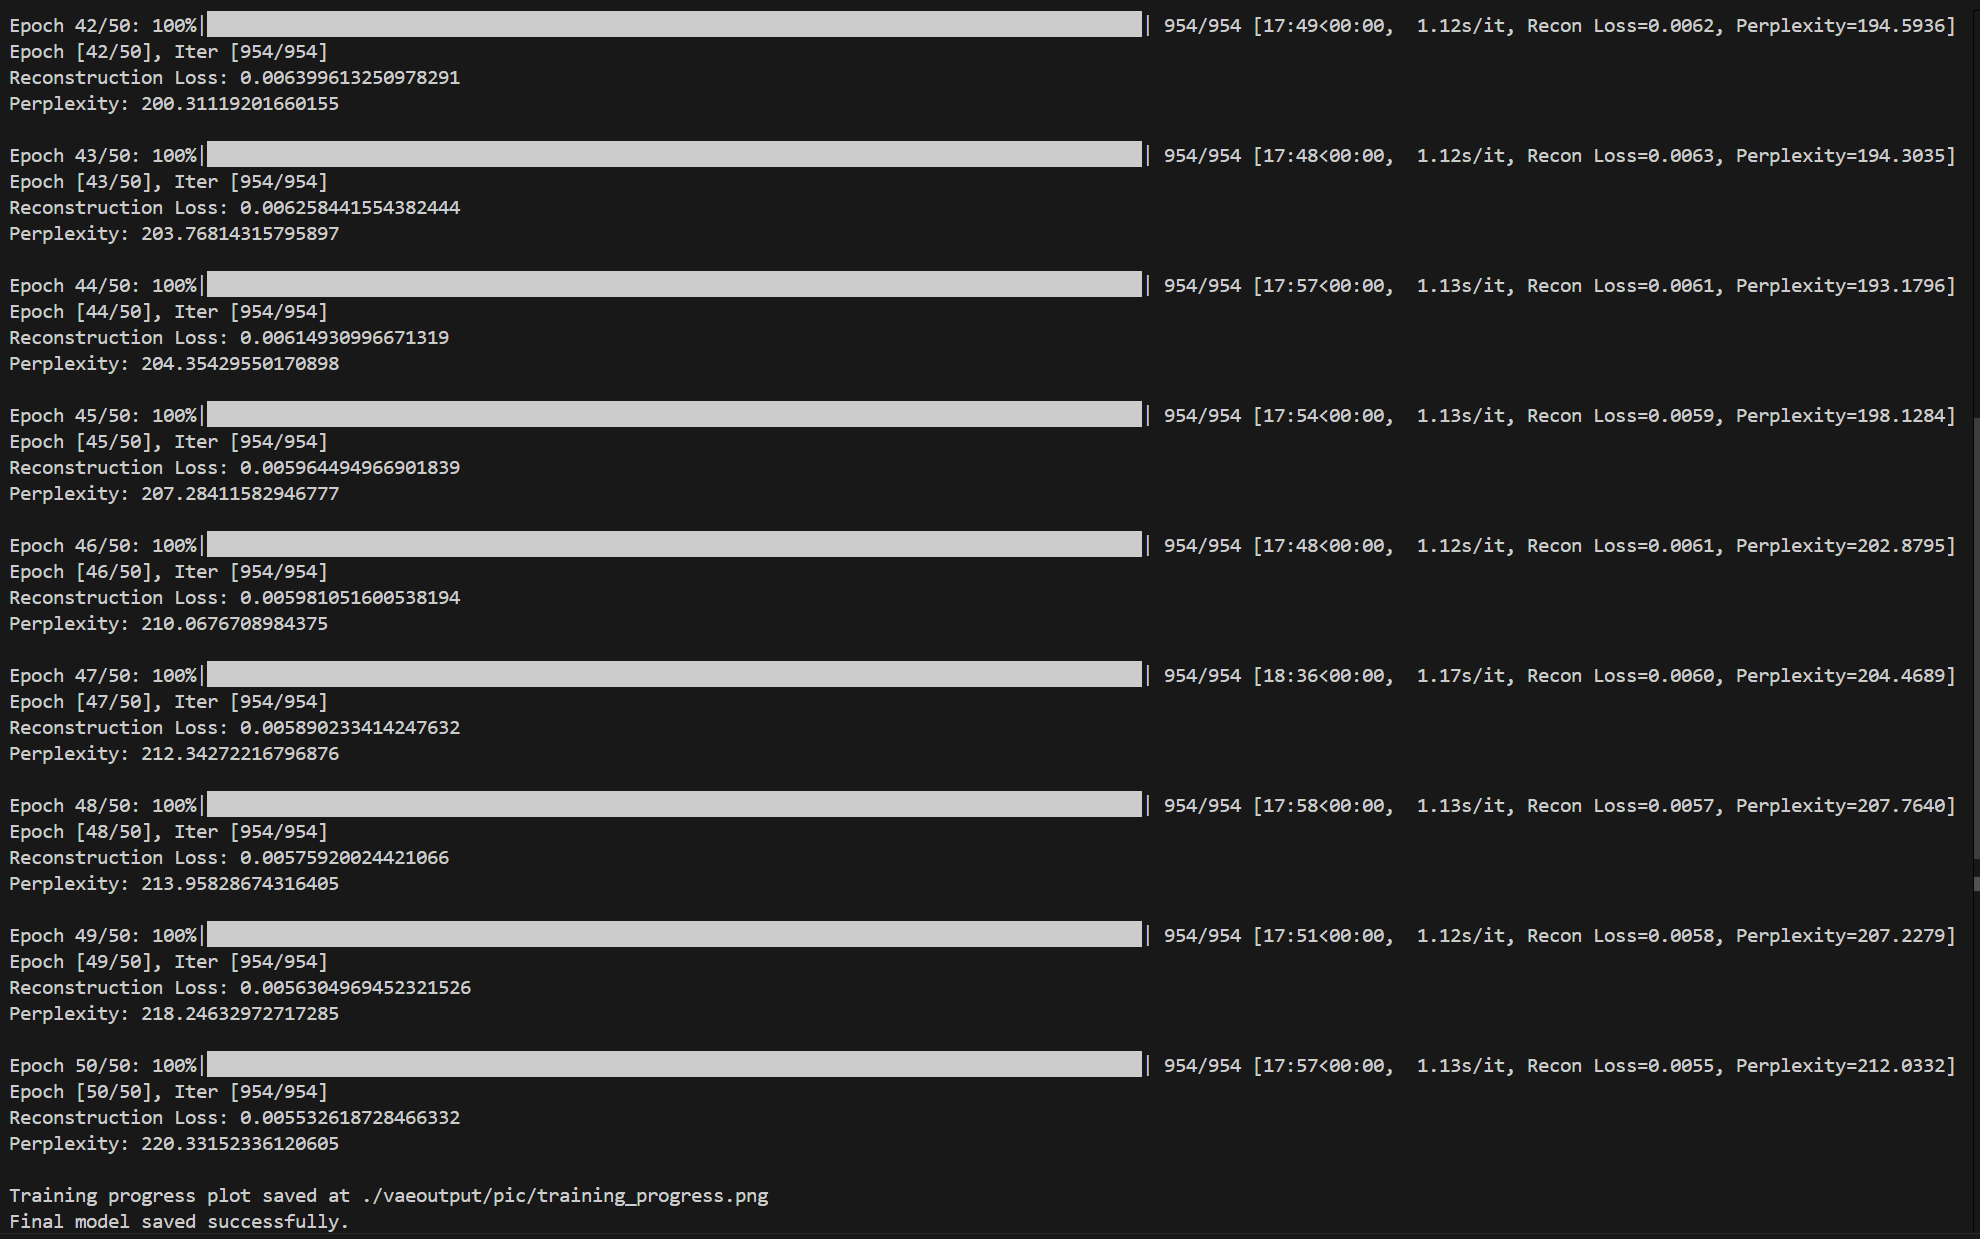 Epoch 42/50: 100%|██████████| 954/954 [17:49<00:00,  1.12s/it, Recon Loss=0.0062, Perplexity=194.5936]
Epoch [42/50], Iter [954/954]
Reconstruction Loss: 0.006399613250978291
Perplexity: 200.31119201660155
Epoch 43/50: 100%|██████████| 954/954 [17:48<00:00,  1.12s/it, Recon Loss=0.0063, Perplexity=194.3035]
Epoch [43/50], Iter [954/954]
Reconstruction Loss: 0.006258441554382444
Perplexity: 203.76814315795897
Epoch 44/50: 100%|██████████| 954/954 [17:57<00:00,  1.13s/it, Recon Loss=0.0061, Perplexity=193.1796]
Epoch [44/50], Iter [954/954]
Reconstruction Loss: 0.00614930996671319
Perplexity: 204.35429550170898
Epoch 45/50: 100%|██████████| 954/954 [17:54<00:00,  1.13s/it, Recon Loss=0.0059, Perplexity=198.1284]
Epoch [45/50], Iter [954/954]
Reconstruction Loss: 0.005964494966901839
Perplexity: 207.28411582946777
Epoch 46/50: 100%|██████████| 954/954 [17:48<00:00,  1.12s/it, Recon Loss=0.0061, Perplexity=202.8795]
Epoch [46/50], Iter [954/954]
Reconstruction Loss: 0.005981051600538194
Perplexity: 210.0676708984375
Epoch 47/50: 100%|██████████| 954/954 [18:36<00:00,  1.17s/it, Recon Loss=0.0060, Perplexity=204.4689]
Epoch [47/50], Iter [954/954]
Reconstruction Loss: 0.005890233414247632
Perplexity: 212.34272216796876
Epoch 48/50: 100%|██████████| 954/954 [17:58<00:00,  1.13s/it, Recon Loss=0.0057, Perplexity=207.7640]
Epoch [48/50], Iter [954/954]
Reconstruction Loss: 0.00575920024421066
Perplexity: 213.95828674316405
Epoch 49/50: 100%|██████████| 954/954 [17:51<00:00,  1.12s/it, Recon Loss=0.0058, Perplexity=207.2279]
Epoch [49/50], Iter [954/954]
Reconstruction Loss: 0.0056304969452321526
Perplexity: 218.24632972717285
Epoch 50/50: 100%|██████████| 954/954 [17:57<00:00,  1.13s/it, Recon Loss=0.0055, Perplexity=212.0332]
Epoch [50/50], Iter [954/954]
Reconstruction Loss: 0.005532618728466332
Perplexity: 220.33152336120605
Training progress plot saved at ./vaeoutput/pic/training_progress.png
Final model saved successfully.